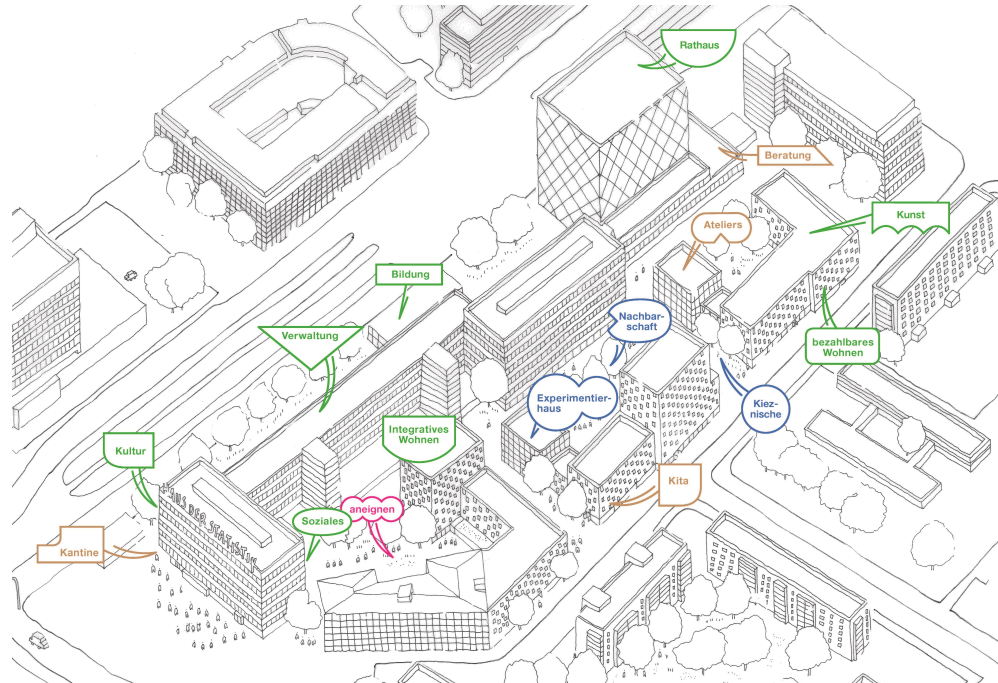 Rathaus
Beratung
Kunst
Ateliers
Bildung
Nachbar-
schaft
Verwaltung
bezahlbares
Wohnen
Experimentier-
haus
Kiez-
nische
Integratives
Wohnen
Kultur
Kita
aneignen
Soziales
HAUS DER STATISTIK
Kantine